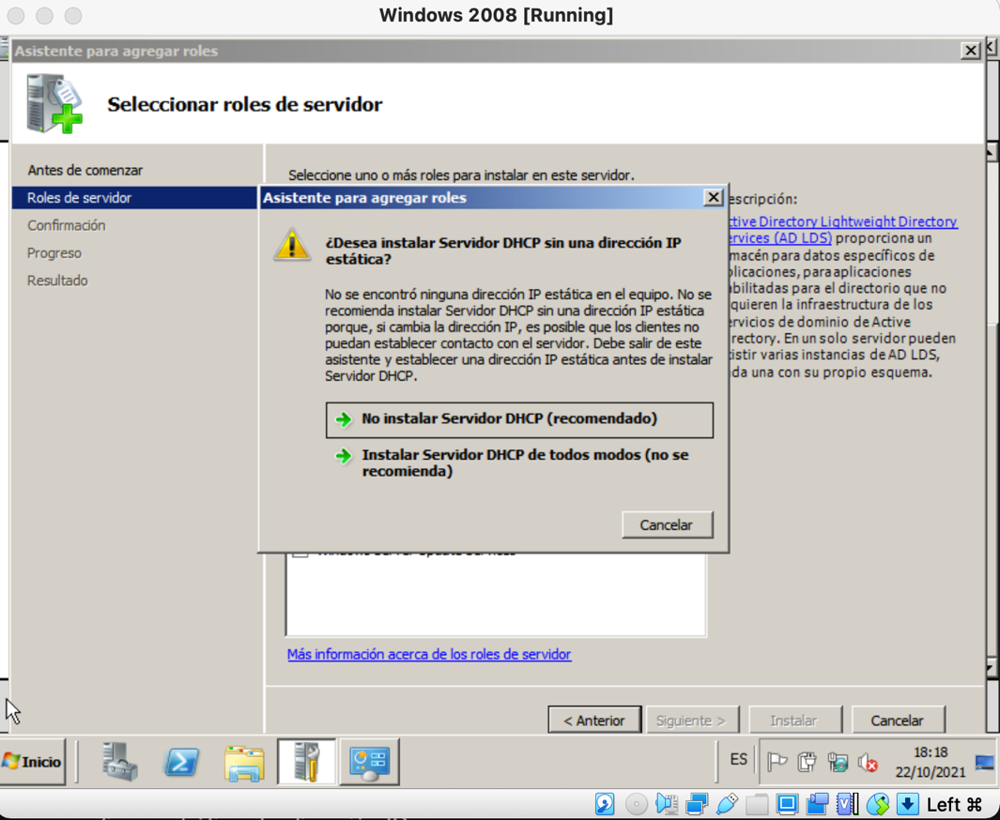 Windows 2008 [Running]
Asistente para agregar roles
Seleccionar roles de servidor
Antes de comenzar
Roles de servidor
Confirmación
Progreso
Resultado
Seleccione uno o más roles para instalar en este servidor.
Asistente para agregar roles
¿Desea instalar Servidor DHCP sin una dirección IP
estática?
No se encontró ninguna dirección IP estática en el equipo. No se
recomienda instalar Servidor DHCP sin una dirección IP estática
porque, si cambia la dirección IP, es posible que los clientes no
puedan establecer contacto con el servidor. Debe salir de este
asistente y establecer una dirección IP estática antes de instalar
Servidor DHCP.
No instalar Servidor DHCP (recomendado)
Instalar Servidor DHCP de todos modos (no se
recomienda)
Cancelar
escripción:
ctive Directory Lightweight Directory
ervices (AD LDS) proporciona un
macén para datos específicos de
plicaciones, para aplicaciones
abilitadas para el directorio que no
quieren la infraestructura de los
ervicios de dominio de Active
rectory. En un solo servidor pueden
istir varias instancias de AD LDS,
da una con su propio esquema.
Más información acerca de los roles de servidor
< Anterior
Siguiente >
Instalar
Cancelar
Inicio
ES
18:18
22/10/2021
Left ⌘